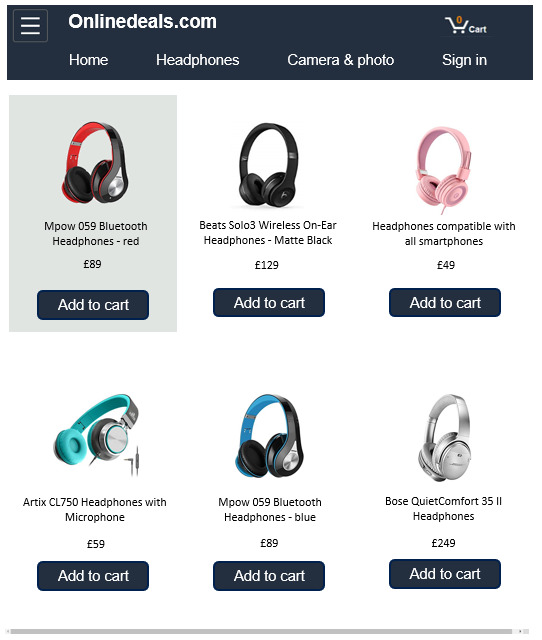 Onlinedeals.com
0
Cart
Home Headphones Camera & photo Sign in
Mpow 059 Bluetooth
Headphones - red
£89
Add to cart
Beats Solo3 Wireless On-Ear
Headphones - Matte Black
£129
Add to cart
Headphones compatible with
all smartphones
£49
Add to cart
Artix CL750 Headphones with
Microphone
£59
Add to cart
Mpow 059 Bluetooth
Headphones - blue
£89
Add to cart
Bose QuietComfort 35 II
Headphones
£249
Add to cart